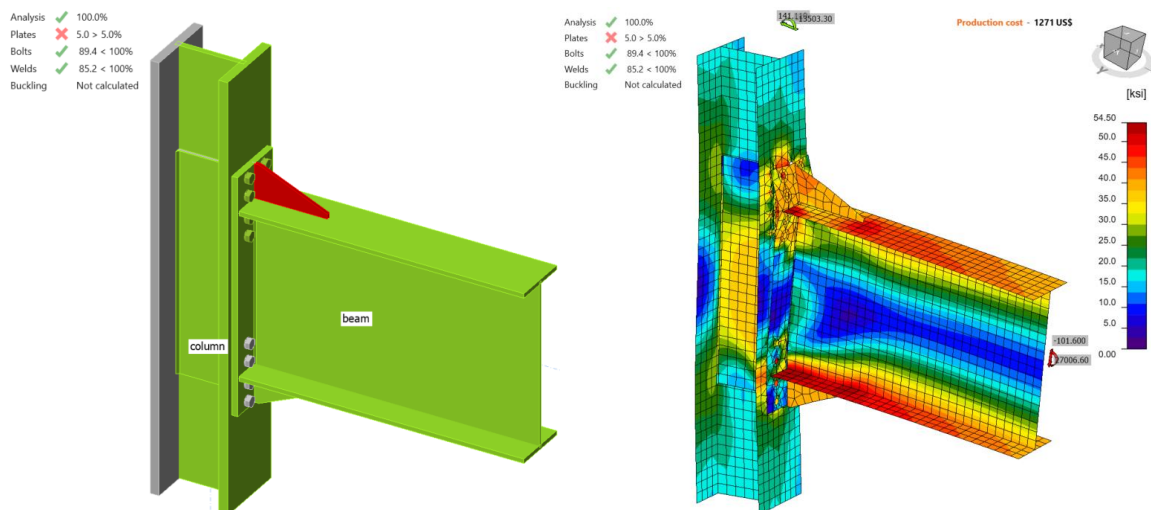 Analysis 100.0%
Plates 5.0 > 5.0%
Bolts 89.4 < 100%
Welds 85.2 < 100%
Buckling Not calculated
column
beam
Analysis 100.0%
Plates 5.0 > 5.0%
Bolts 89.4 < 100%
Welds 85.2 < 100%
Buckling Not calculated
13503.30
Production cost - 1271 US$
[ksi]
54.50
50.0
45.0
40.0
35.0
30.0
25.0
20.0
15.0
10.0
5.0
0.00
-101.600
27006.60